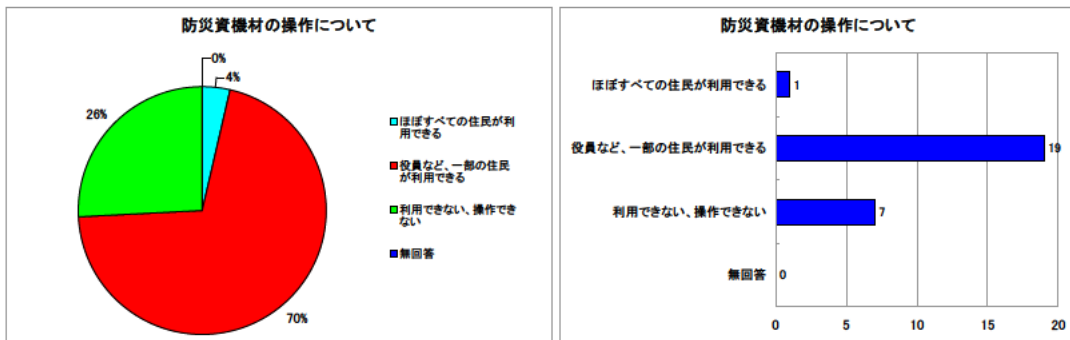 防災資機材の操作について
0%
4%
26%
70%
ほぼすべての住民が利
用できる
役員など、一部の住民
が利用できる
利用できない、操作でき
ない
無回答
防災資機材の操作について
ほぼすべての住民が利用できる
1
役員など、一部の住民が利用できる
19
利用できない、操作できない
7
無回答
0
0 5 10 15 20